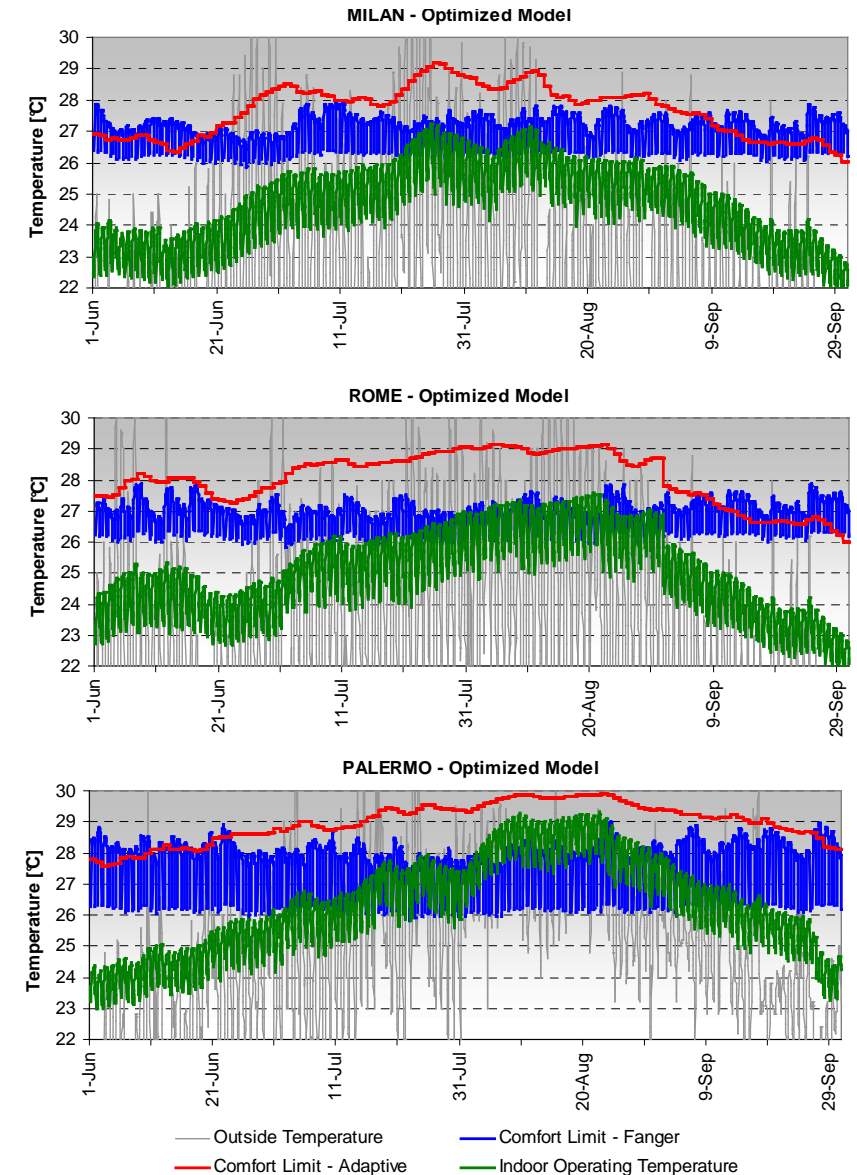 MILAN - Optimized Model
Temperature [℃]
30
29
28
27
26
25
24
23
22
1-Jun
21-Jun
11-Jul
31-Jul
20-Aug
9-Sep
29-Sep
ROME - Optimized Model
Temperature [℃]
30
29
28
27
26
25
24
23
22
1-Jun
21-Jun
11-Jul
31-Jul
20-Aug
9-Sep
29-Sep
PALERMO - Optimized Model
Temperature [℃]
30
29
28
27
26
25
24
23
22
1-Jun
21-Jun
11-Jul
31-Jul
20-Aug
9-Sep
29-Sep
Outside Temperature
Comfort Limit - Fanger
Comfort Limit - Adaptive
Indoor Operating Temperature